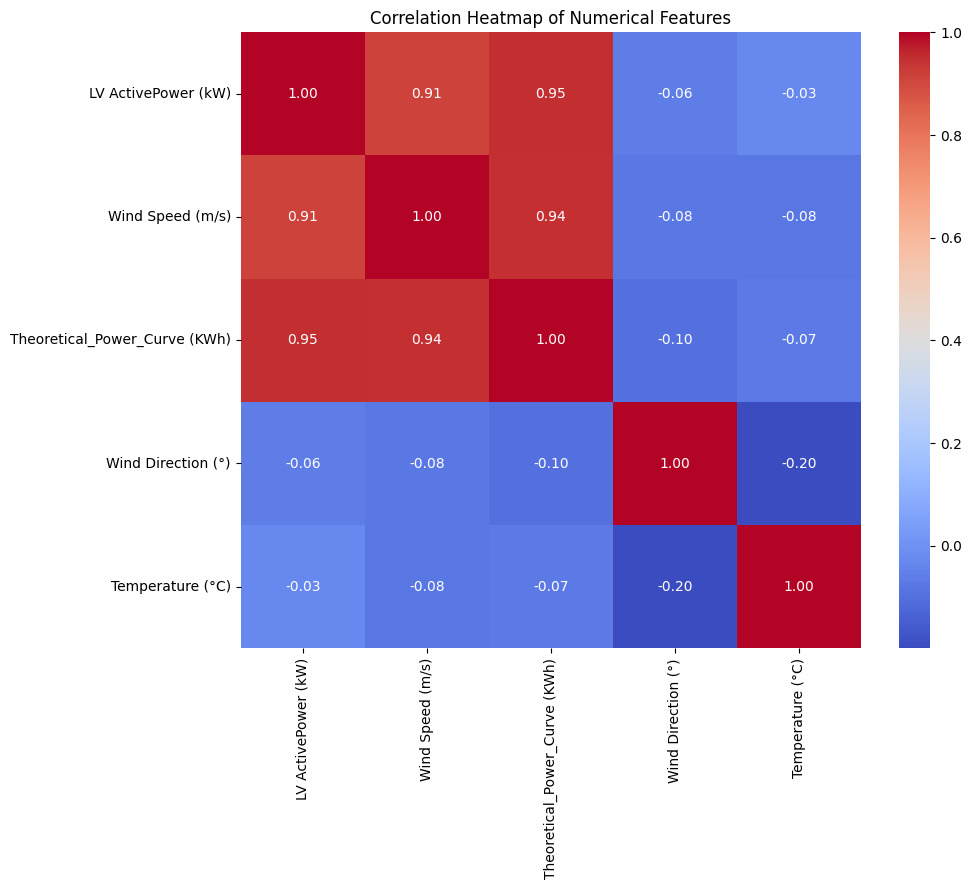 Correlation Heatmap of Numerical Features
LV ActivePower (kW)
1.00 0.91 0.95 -0.06 -0.03
Wind Speed (m/s)
0.91 1.00 0.94 -0.08 -0.08
Theoretical_Power_Curve (KWh)
0.95 0.94 1.00 -0.10 -0.07
Wind Direction (°)
-0.06 -0.08 -0.10 1.00 -0.20
Temperature (°C)
-0.03 -0.08 -0.07 -0.20 1.00
LV ActivePower (kW)
Wind Speed (m/s)
Theoretical_Power_Curve (KWh)
Wind Direction (°)
Temperature (°C)
1.0
0.8
0.6
0.4
0.2
0.0